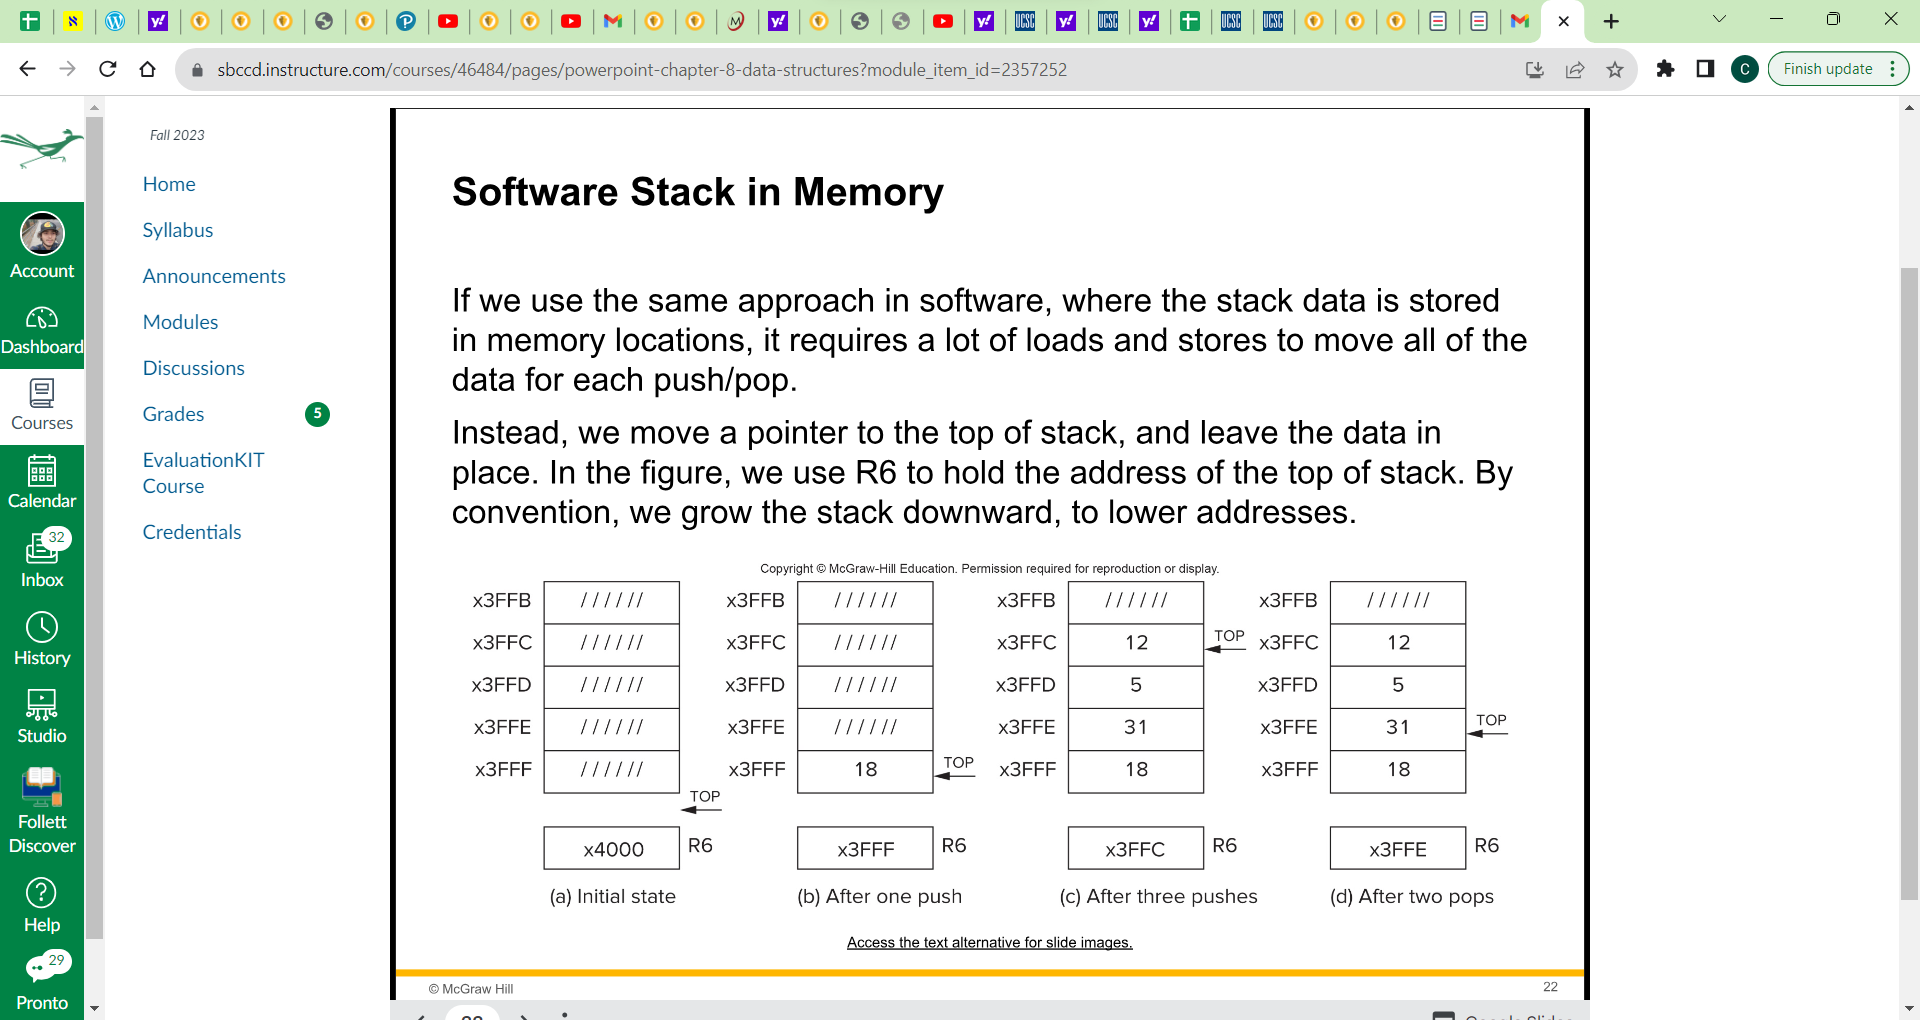 sbccd.instructure.com/courses/46484/pages/powerpoint-chapter-8-data-structures?module_item_id=2357252
C
Finish update
Account
Dashboard
Courses
Calendar
32
Inbox
History
Studio
Follett
Discover
Help
29
Pronto
Fall 2023
Home
Syllabus
Announcements
Modules
Discussions
Grades 5
EvaluationKIT
Course
Credentials
Software Stack in Memory
If we use the same approach in software, where the stack data is stored
in memory locations, it requires a lot of loads and stores to move all of the
data for each push/pop.
Instead, we move a pointer to the top of stack, and leave the data in
place. In the figure, we use R6 to hold the address of the top of stack. By
convention, we grow the stack downward, to lower addresses.
Copyright © McGraw-Hill Education. Permission required for reproduction or display.
x3FFB //////
x3FFC //////
x3FFD //////
x3FFE //////
x3FFF //////
TOP
x4000 R6
(a) Initial state
x3FFB //////
x3FFC //////
x3FFD //////
x3FFE //////
x3FFF 18 TOP
x3FFF R6
(b) After one push
x3FFB //////
x3FFC 12 TOP
x3FFD 5
x3FFE 31
x3FFF 18
x3FFC R6
(c) After three pushes
x3FFB //////
x3FFC 12
x3FFD 5
x3FFE 31 TOP
x3FFF 18
x3FFE R6
(d) After two pops
Access the text alternative for slide images.
© McGraw Hill
22